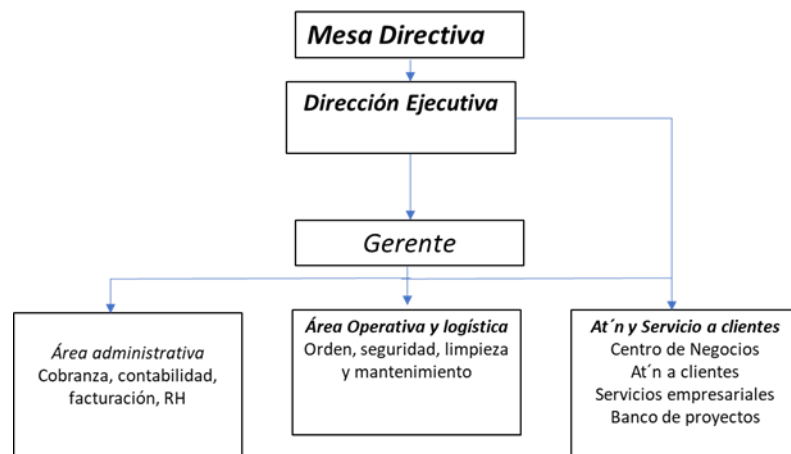 Mesa Directiva
Dirección Ejecutiva
Gerente
Área administrativa
Cobranza, contabilidad,
facturación, RH
Área Operativa y logística
Orden, seguridad, limpieza
y mantenimiento
At´n y Servicio a clientes
Centro de Negocios
At´n a clientes
Servicios empresariales
Banco de proyectos